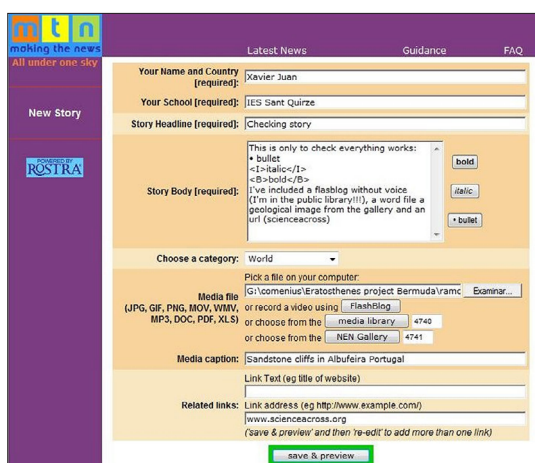 mtn
making the news
All under one sky
Latest News Guidance FAQ
New Story
POWERED BY
ROSTRA
Your Name and Country
[required]:
Xavier Juan
Your School [required]:
IES Sant Quirze
Story Headline [required]:
Checking story
Story Body [required]:
This is only to check everything works:
• bullet
<I>italic</I>
<B>bold</B>
I've included a flasblog without voice
(I'm in the public library!!!), a word file a
geological image from the gallery and an
url (scienceacross)
bold
italic
• bullet
Choose a category:
World
Media file
(JPG, GIF, PNG, MOV, WMV,
MP3, DOC, PDF, XLS)
Pick a file on your computer:
G:\comenius\Eratosthenes project Bermuda\ramc Examinar...
or record a video using FlashBlog
or choose from the media library 4740
or choose from the NEN Gallery 4741
Media caption:
Sandstone cliffs in Albufeira Portugal
Related links:
Link Text (eg title of website)
Link address (eg http://www.example.com/)
www.scienceacross.org
('save & preview' and then 're-edit' to add more than one link)
save & preview